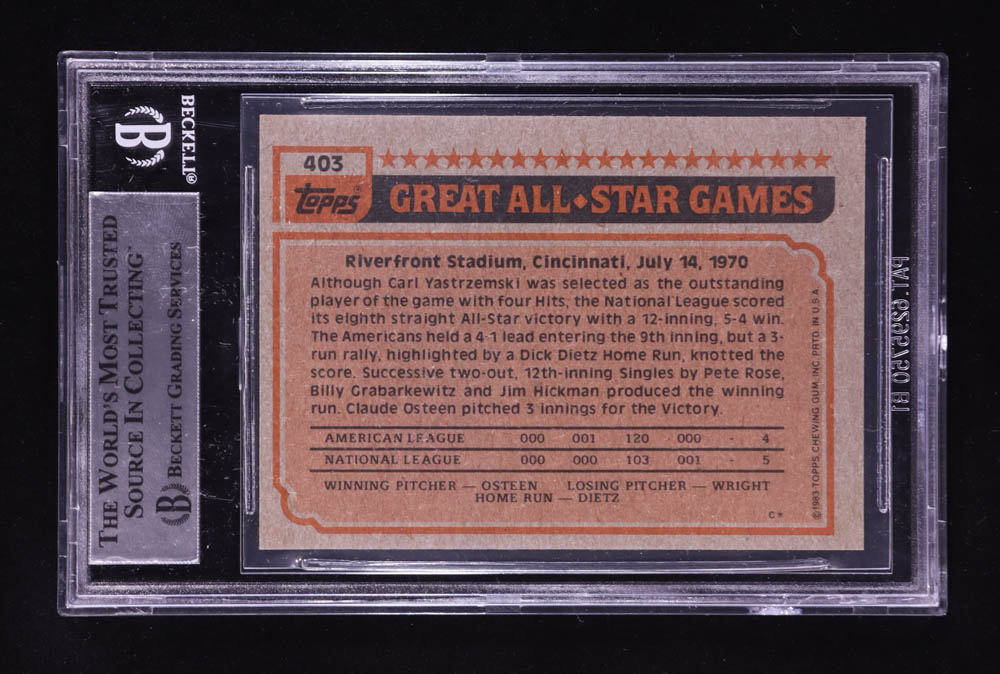 BECKETT®
B
THE WORLD'S MOST TRUSTED
SOURCE IN COLLECTING™
B BECKETT GRADING SERVICES
403
topps®
GREAT ALL◆STAR GAMES
Riverfront Stadium, Cincinnati, July 14, 1970
Although Carl Yastrzemski was selected as the outstanding
player of the game with four Hits, the National League scored
its eighth straight All-Star victory with a 12-inning, 5-4 win.
The Americans held a 4-1 lead entering the 9th inning, but a 3-
run rally, highlighted by a Dick Dietz Home Run, knotted the
score. Successive two-out, 12th-inning Singles by Pete Rose,
Billy Grabarkewitz and Jim Hickman produced the winning
run. Claude Osteen pitched 3 innings for the Victory.
AMERICAN LEAGUE 000 001 120 000 - 4
NATIONAL LEAGUE 000 000 103 001 - 5
WINNING PITCHER — OSTEEN LOSING PITCHER — WRIGHT
HOME RUN — DIETZ
C*
©1983 TOPPS CHEWING GUM, INC. PRTD. IN U.S.A.